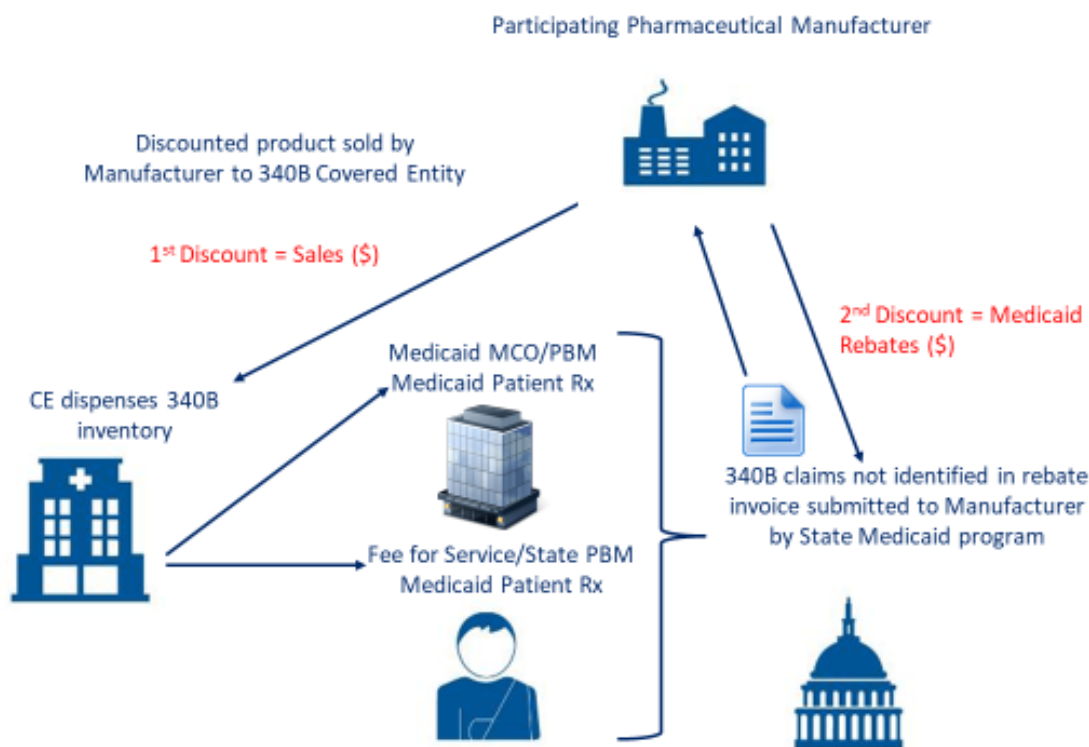 Participating Pharmaceutical Manufacturer
Discounted product sold by
Manufacturer to 340B Covered Entity
1st Discount = Sales ($)
2nd Discount = Medicaid
Rebates ($)
Medicaid MCO/PBM
Medicaid Patient Rx
CE dispenses 340B
inventory
340B claims not identified in rebate
invoice submitted to Manufacturer
by State Medicaid program
Fee for Service/State PBM
Medicaid Patient Rx